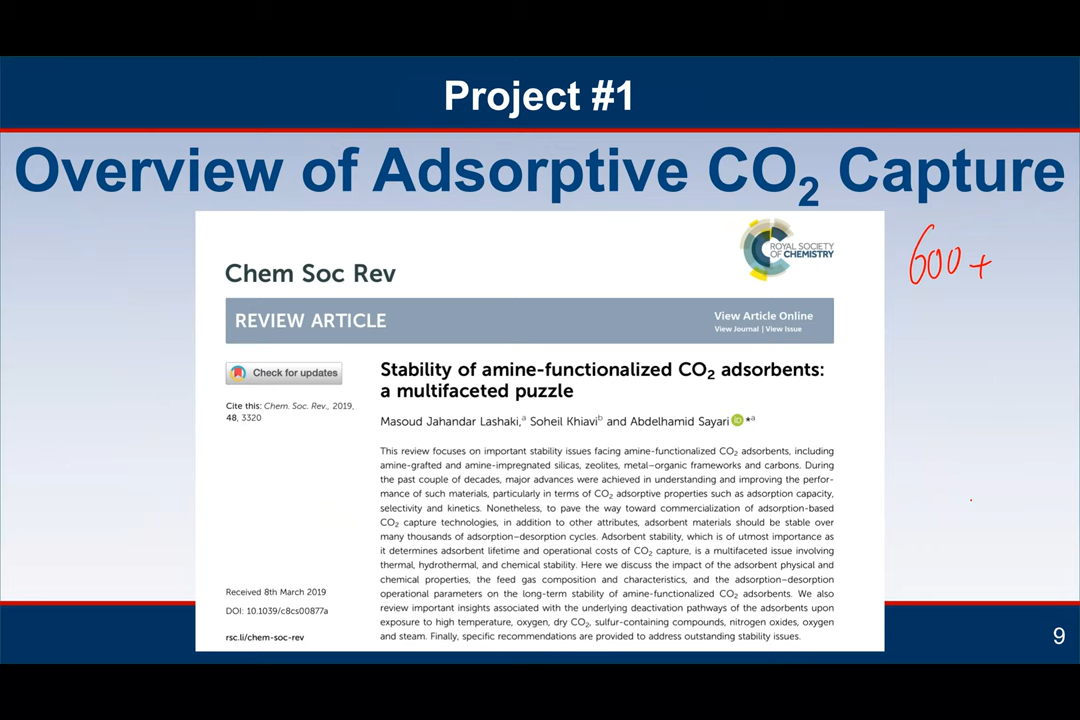 Project #1
Overview of Adsorptive CO2 Capture
600+
ROYAL SOCIETY
OF CHEMISTRY
Chem Soc Rev
REVIEW ARTICLE
View Article Online
View Journal | View Issue
Check for updates
Cite this: Chem. Soc. Rev., 2019,
48, 3320
Stability of amine-functionalized CO2 adsorbents:
a multifaceted puzzle
Masoud Jahandar Lashaki,a Soheil Khiavib and Abdelhamid Sayari iD *a
This review focuses on important stability issues facing amine-functionalized CO2 adsorbents, including
amine-grafted and amine-impregnated silicas, zeolites, metal–organic frameworks and carbons. During
the past couple of decades, major advances were achieved in understanding and improving the perfor-
mance of such materials, particularly in terms of CO2 adsorptive properties such as adsorption capacity,
selectivity and kinetics. Nonetheless, to pave the way toward commercialization of adsorption-based
CO2 capture technologies, in addition to other attributes, adsorbent materials should be stable over
many thousands of adsorption–desorption cycles. Adsorbent stability, which is of utmost importance as
it determines adsorbent lifetime and operational costs of CO2 capture, is a multifaceted issue involving
thermal, hydrothermal, and chemical stability. Here we discuss the impact of the adsorbent physical and
chemical properties, the feed gas composition and characteristics, and the adsorption–desorption
operational parameters on the long-term stability of amine-functionalized CO2 adsorbents. We also
review important insights associated with the underlying deactivation pathways of the adsorbents upon
exposure to high temperature, oxygen, dry CO2, sulfur-containing compounds, nitrogen oxides, oxygen
and steam. Finally, specific recommendations are provided to address outstanding stability issues.
Received 8th March 2019
DOI: 10.1039/c8cs00877a
rsc.li/chem-soc-rev
9